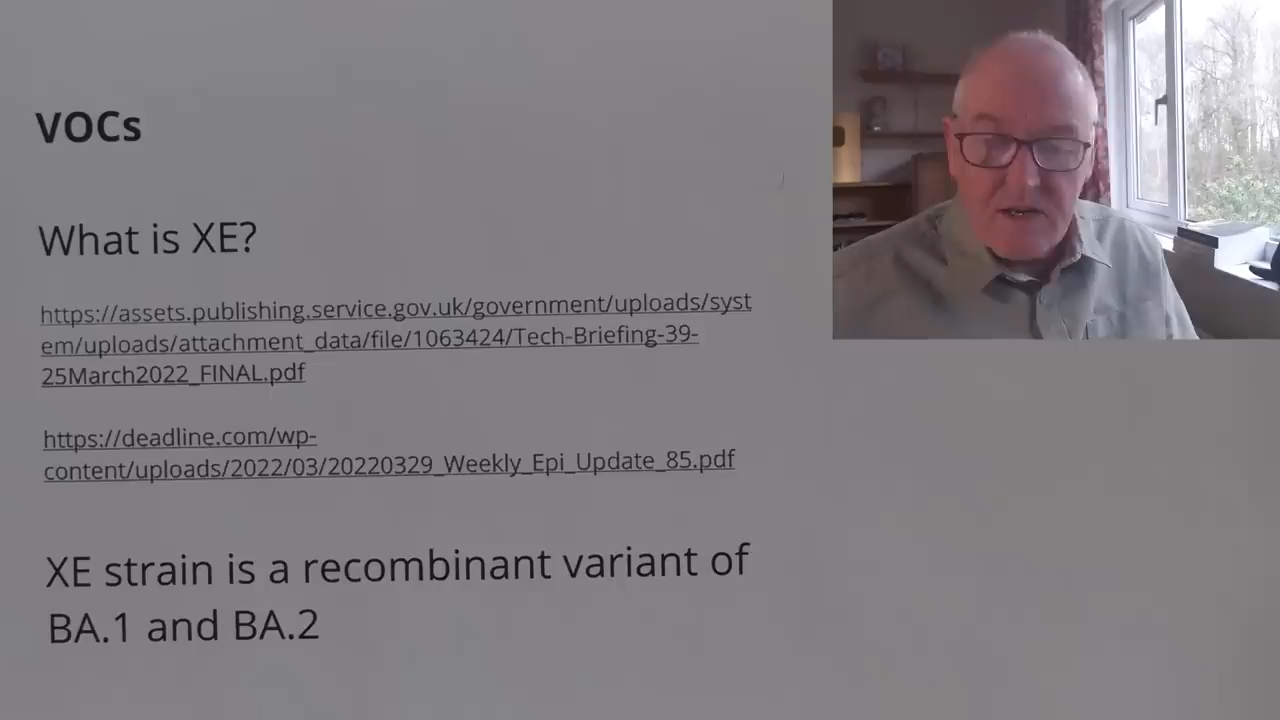 VOCs
What is XE?
https://assets.publishing.service.gov.uk/government/uploads/syst
em/uploads/attachment_data/file/1063424/Tech-Briefing-39-
25March2022_FINAL.pdf
https://deadline.com/wp-
content/uploads/2022/03/20220329_Weekly_Epi_Update_85.pdf
XE strain is a recombinant variant of
BA.1 and BA.2